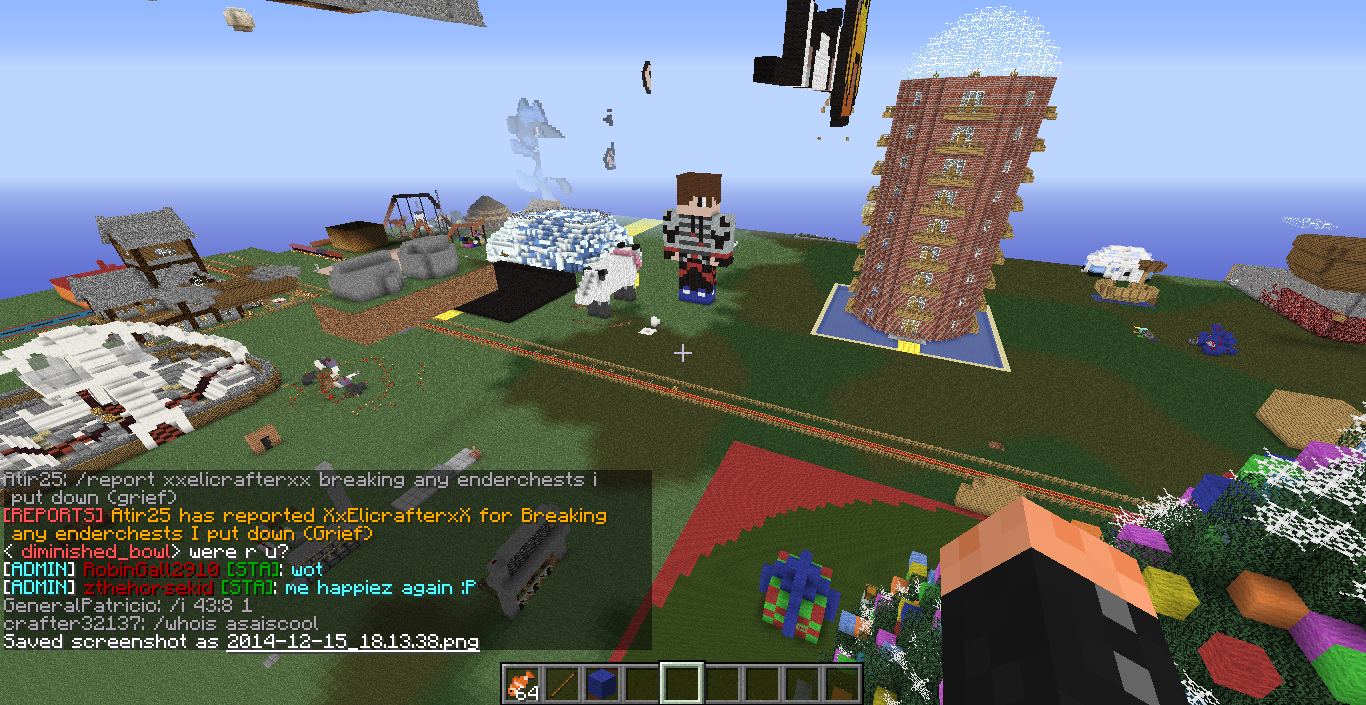 Atir25: /report xxelicrafterxx breaking any enderchests i
put down (grief)
[REPORTS] Atir25 has reported XxElicrafterxX for Breaking
any enderchests I put down (Grief)
< diminished_bowl> were r u?
[ADMIN] RobinGall2910 [STA]: wot
[ADMIN] zthehorsekid [STA]: me happiez again :P
GeneralPatricio: /i 43:8 1
crafter32137: /whois asaiscool
Saved screenshot as 2014-12-15_18.13.38.png
64